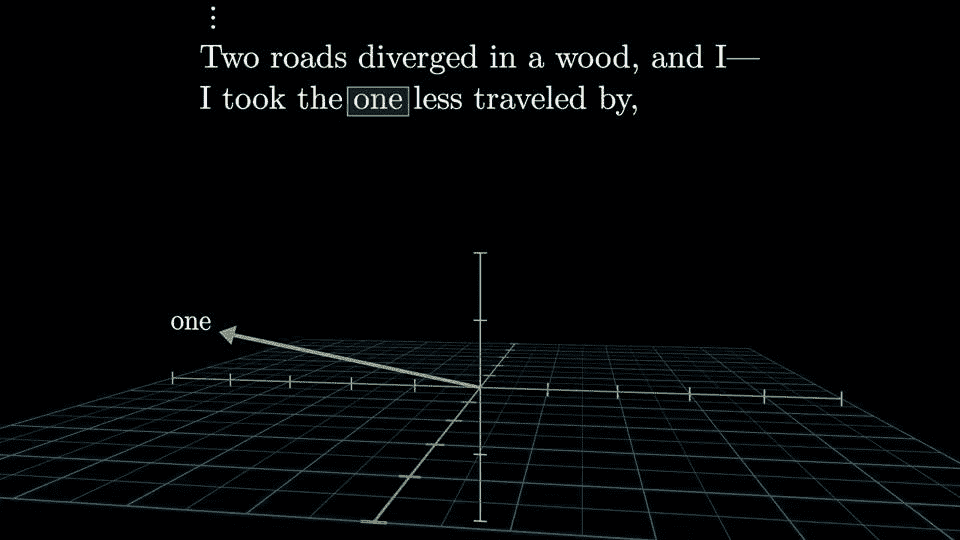 ⋮
Two roads diverged in a wood, and I—
I took the one less traveled by,
one